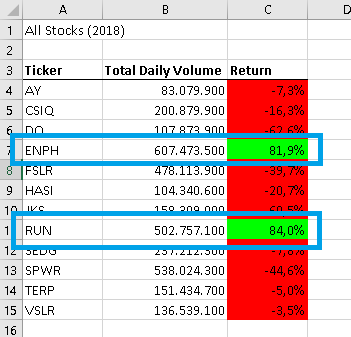 A B C D
1 All Stocks (2018)
2
3 Ticker Total Daily Volume Return
4 AY 83.079.900 -7,3%
5 CSIQ 200.879.900 -16,3%
6 DQ 107.873.900 -62,6%
7 ENPH 607.473.500 81,9%
8 FSLR 478.113.900 -39,7%
9 HASI 104.340.600 -20,7%
10 JKS 158.309.000 -60,5%
RUN 502.757.100 84,0%
12 SEDG 237.212.300 -7,8%
13 SPWR 538.024.300 -44,6%
14 TERP 151.434.700 -5,0%
15 VSLR 136.539.100 -3,5%
16